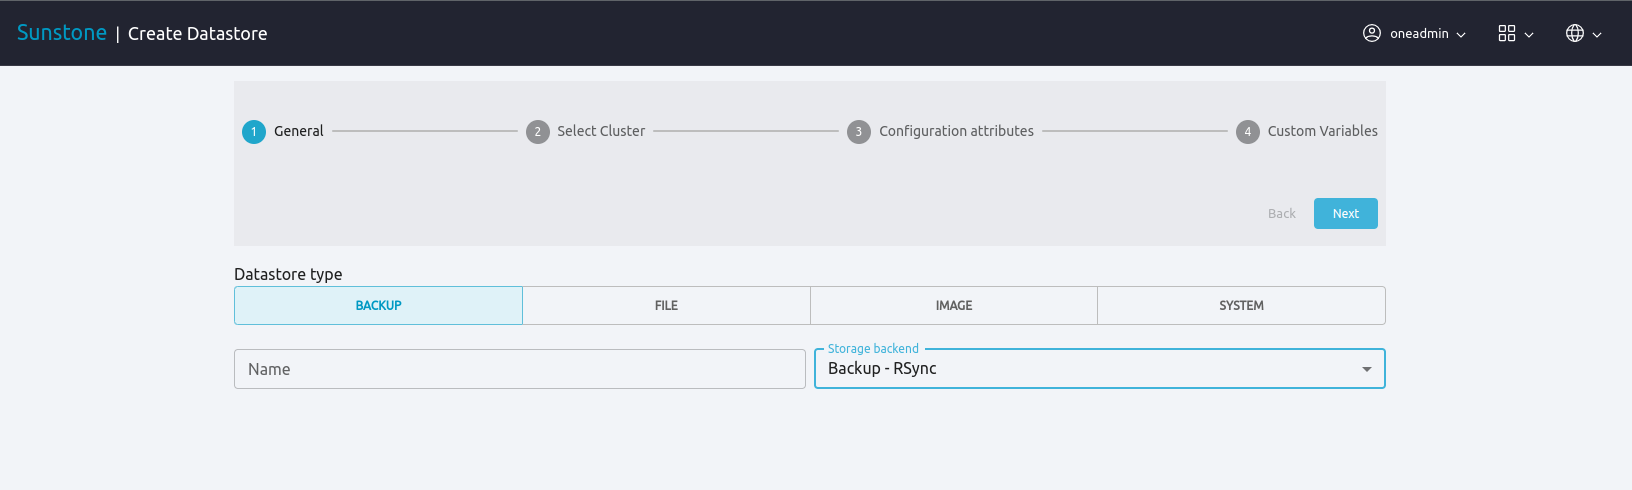 Sunstone | Create Datastore
oneadmin
1 General
2 Select Cluster
3 Configuration attributes
4 Custom Variables
Back
Next
Datastore type
BACKUP
FILE
IMAGE
SYSTEM
Name
Storage backend
Backup - RSync